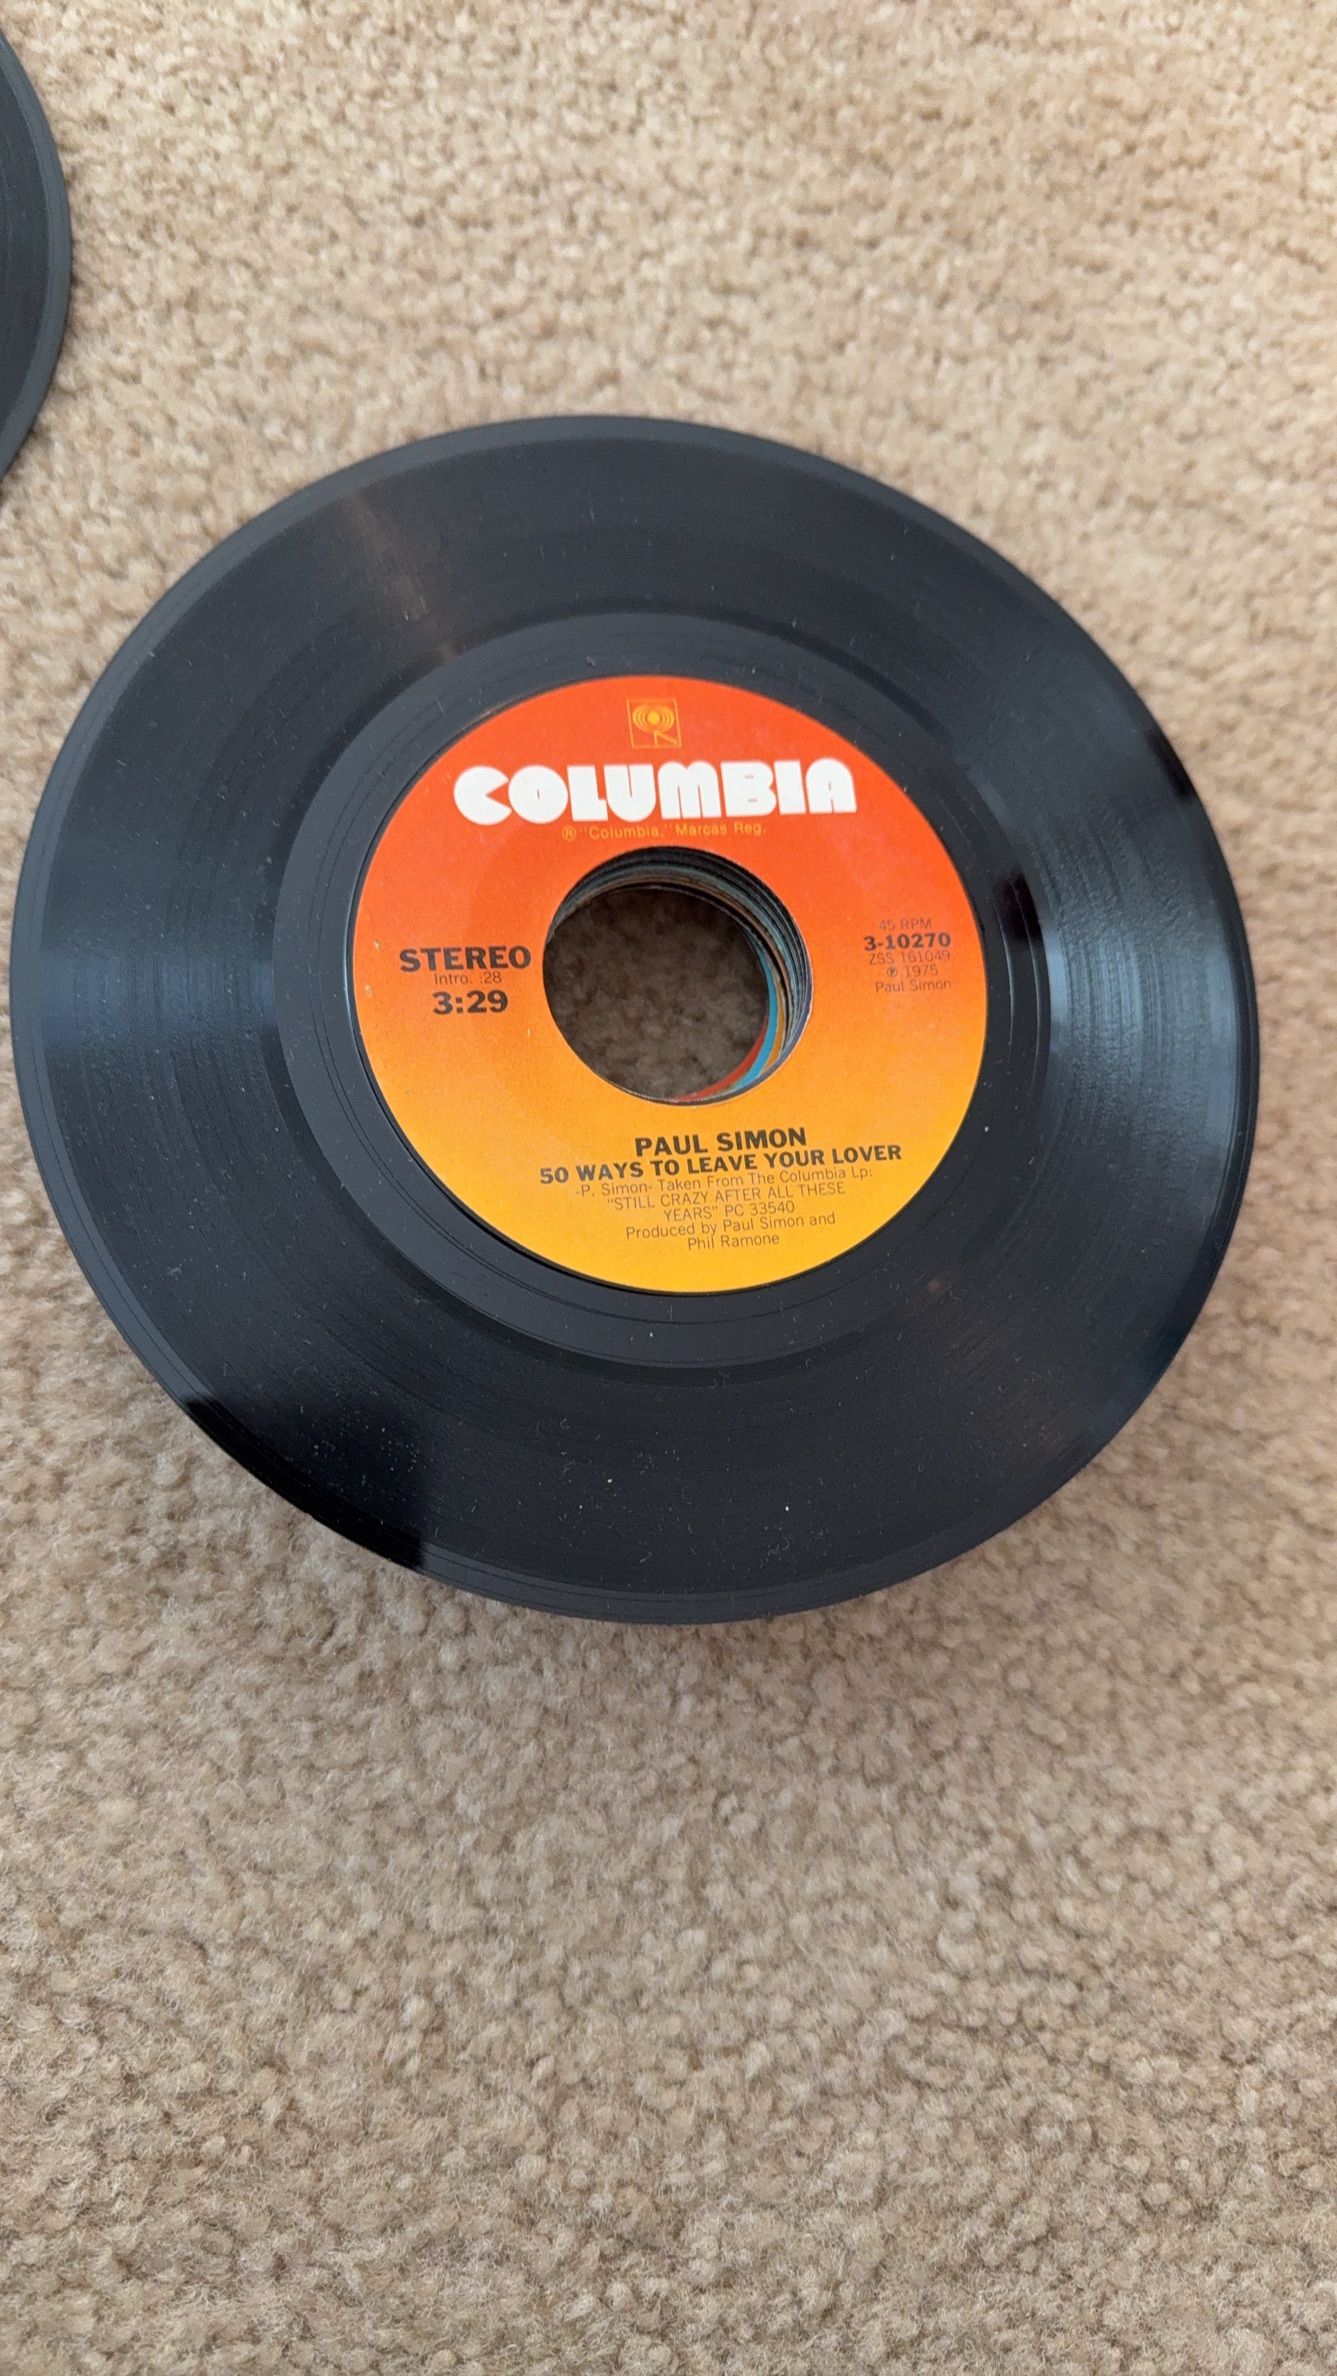 COLUMBIA
® "Columbia," Marcas Reg.
STEREO
Intro. :28
3:29
45 RPM
3-10270
ZSS 161049
℗ 1975
Paul Simon
PAUL SIMON
50 WAYS TO LEAVE YOUR LOVER
-P. Simon- Taken From The Columbia Lp:
"STILL CRAZY AFTER ALL THESE
YEARS" PC 33540
Produced by Paul Simon and
Phil Ramone